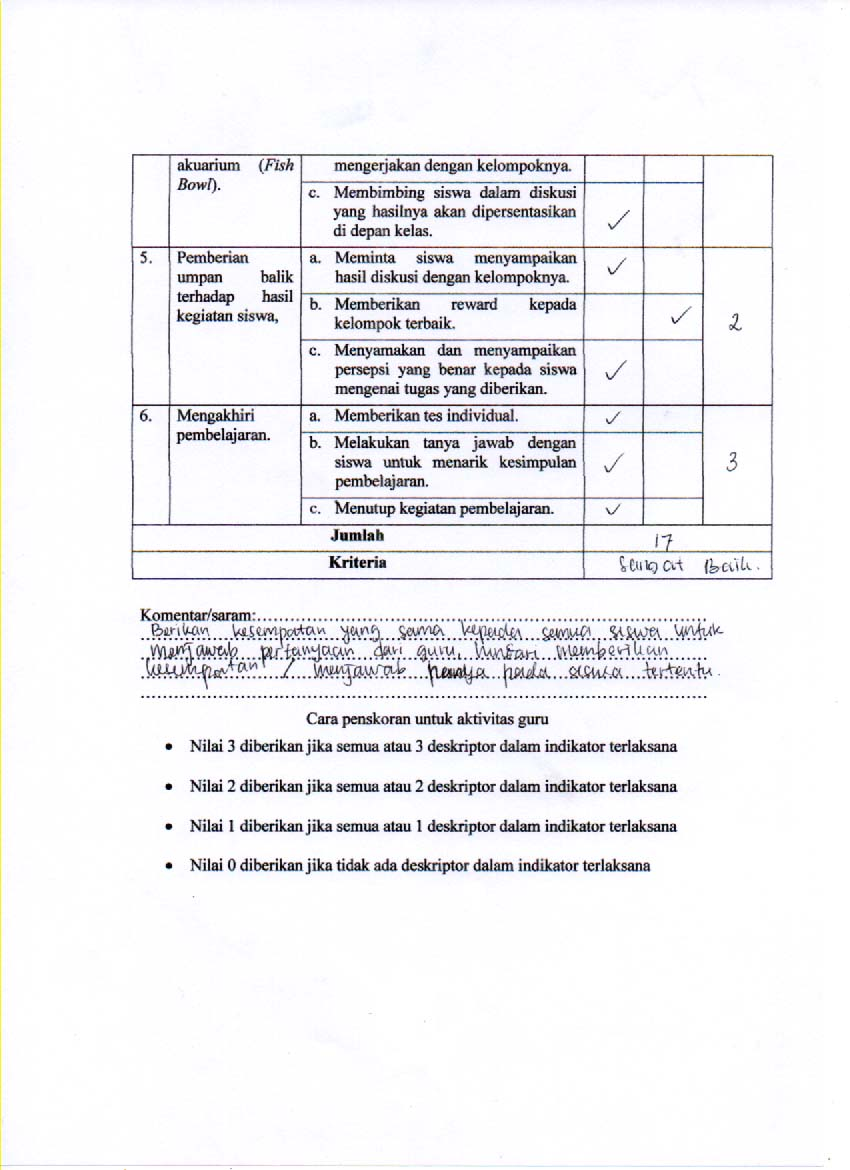 akuarium (Fish Bowl). mengerjakan dengan kelompoknya.
c. Membimbing siswa dalam diskusi
yang hasilnya akan dipersentasikan
di depan kelas. ✓
5. Pemberian umpan balik terhadap hasil kegiatan siswa,
a. Meminta siswa menyampaikan
hasil diskusi dengan kelompoknya. ✓
b. Memberikan reward kepada
kelompok terbaik. ✓
2
c. Menyamakan dan menyampaikan
persepsi yang benar kepada siswa
mengenai tugas yang diberikan. ✓
6. Mengakhiri pembelajaran.
a. Memberikan tes individual. ✓
b. Melakukan tanya jawab dengan
siswa untuk menarik kesimpulan
pembelajaran. ✓
3
c. Menutup kegiatan pembelajaran. ✓
Jumlah 17
Kriteria Sangat Baik.
Komentar/saram:
Berikan kesempatan yang sama kepada semua siswa untuk
menjawab pertanyaan dari guru, hindari memberikan
kesempatan / menjawab pada siswa tertentu.
Cara penskoran untuk aktivitas guru
• Nilai 3 diberikan jika semua atau 3 deskriptor dalam indikator terlaksana
• Nilai 2 diberikan jika semua atau 2 deskriptor dalam indikator terlaksana
• Nilai 1 diberikan jika semua atau 1 deskriptor dalam indikator terlaksana
• Nilai 0 diberikan jika tidak ada deskriptor dalam indikator terlaksana